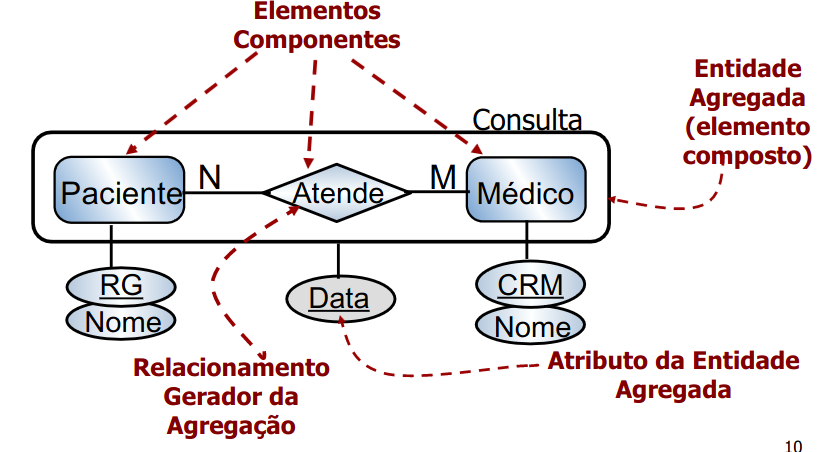 Elementos
Componentes
Entidade
Agregada
(elemento
composto)
Consulta
Paciente
N
Atende
M
Médico
RG
Nome
Data
CRM
Nome
Relacionamento
Gerador da
Agregação
Atributo da Entidade
Agregada
10